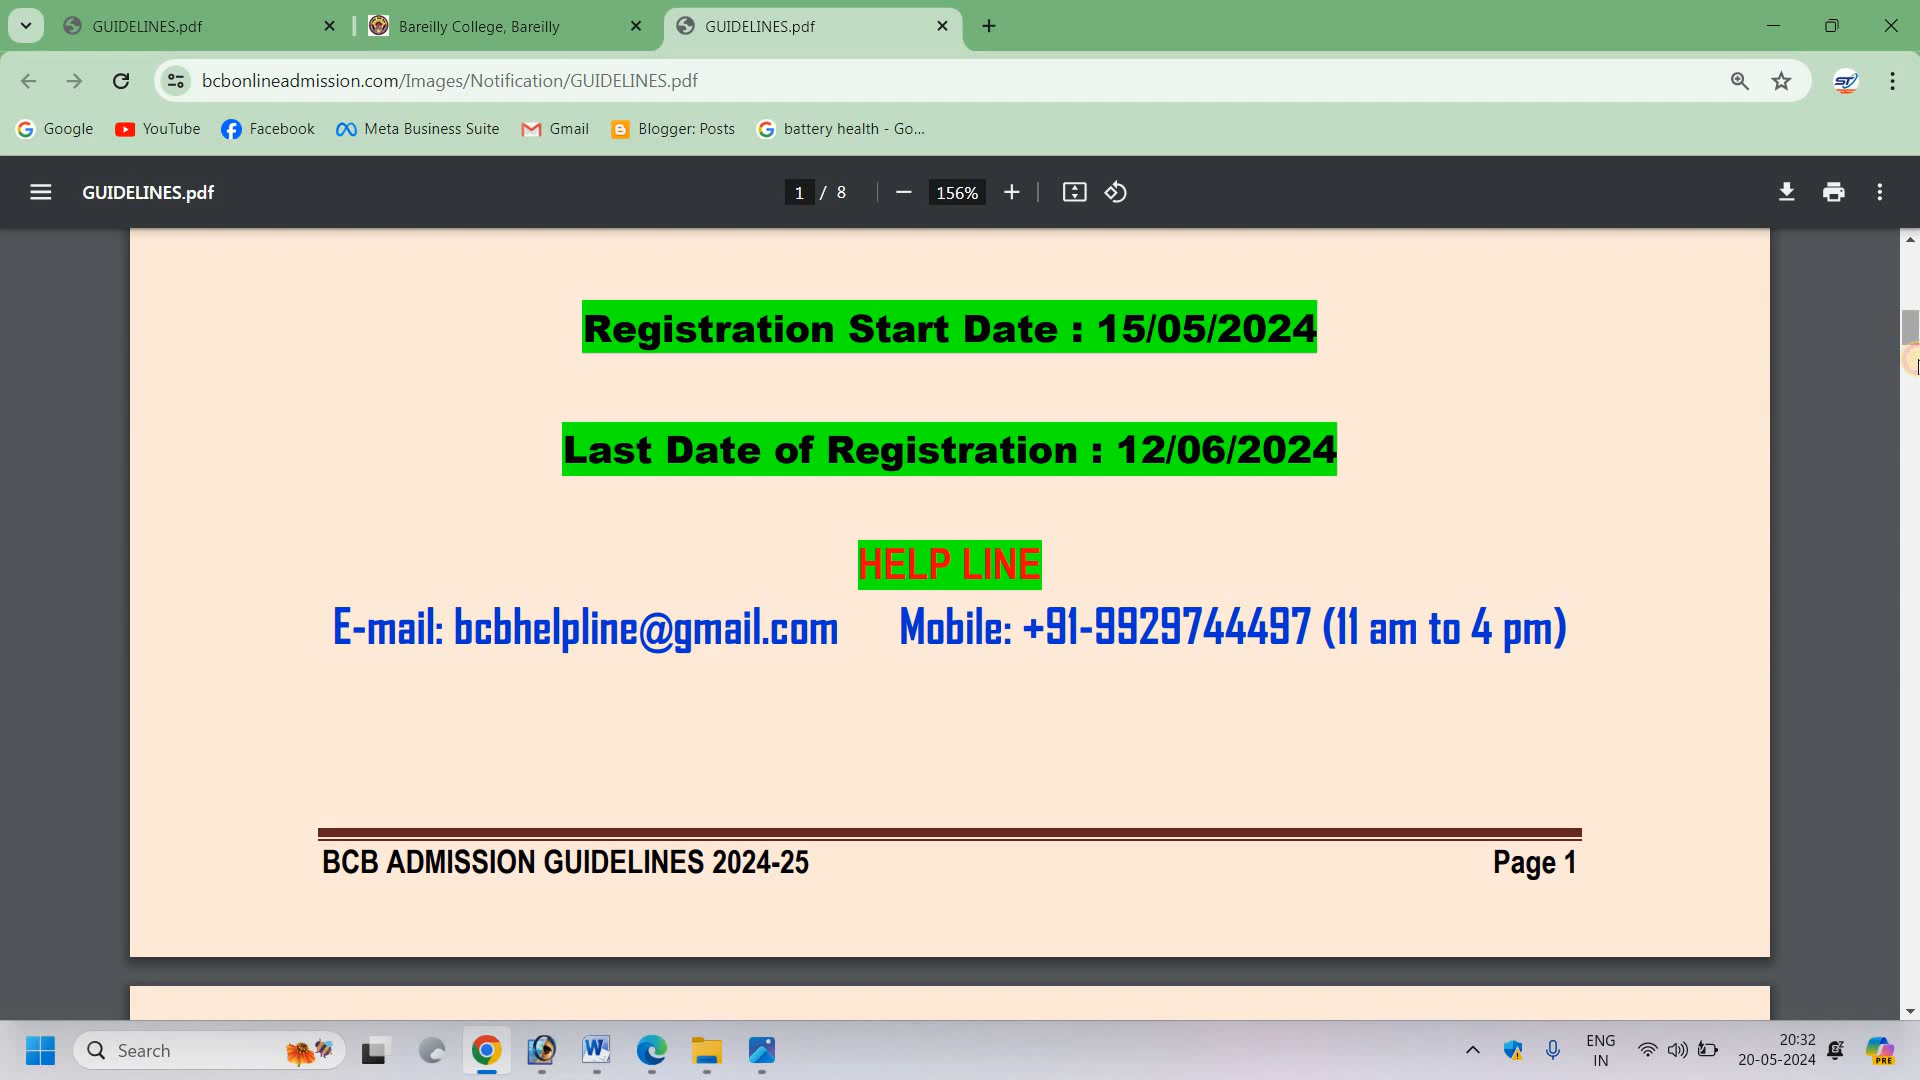 GUIDELINES.pdf
Bareilly College, Bareilly
GUIDELINES.pdf
bcbonlineadmission.com/Images/Notification/GUIDELINES.pdf
ST
Google
YouTube
Facebook
Meta Business Suite
Gmail
Blogger: Posts
battery health - Go...
GUIDELINES.pdf
1 / 8
156%
Registration Start Date : 15/05/2024
Last Date of Registration : 12/06/2024
HELP LINE
E-mail: bcbhelpline@gmail.com Mobile: +91-9929744497 (11 am to 4 pm)
BCB ADMISSION GUIDELINES 2024-25 Page 1
Search
ENG
IN
20:32
20-05-2024
PRE